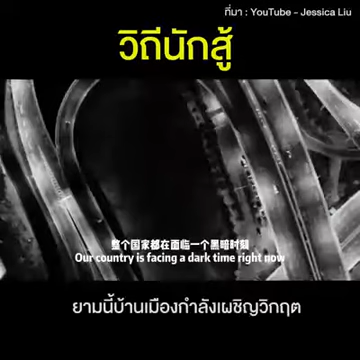 ที่มา : YouTube - Jessica Liu
วิถีนักสู้
整个国家都在面临一个黑暗时刻
Our country is facing a dark time right now
ยามนี้บ้านเมืองกำลังเผชิญวิกฤต